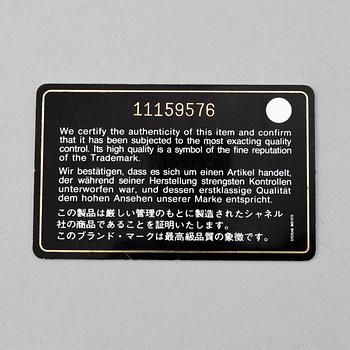 11159576
We certify the authenticity of this item and confirm
that it has been subjected to the most exacting quality
control. Its high quality is a symbol of the fine reputation
of the Trademark.
Wir bestätigen, dass es sich um einen Artikel handelt,
der während seiner Herstellung strengsten Kontrollen
unterworfen war, und dessen erstklassige Qualität
dem hohen Ansehen unserer Marke entspricht.
この製品は厳しい管理のもとに製造されたシャネル
社の商品であることを証明いたします。
このブランド・マークは最高級品質の象徴です。